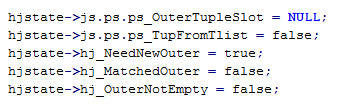 hjstate->js.ps.ps_OuterTupleSlot = NULL;
hjstate->js.ps.ps_TupFromTlist = false;
hjstate->hj_NeedNewOuter = true;
hjstate->hj_MatchedOuter = false;
hjstate->hj_OuterNotEmpty = false;